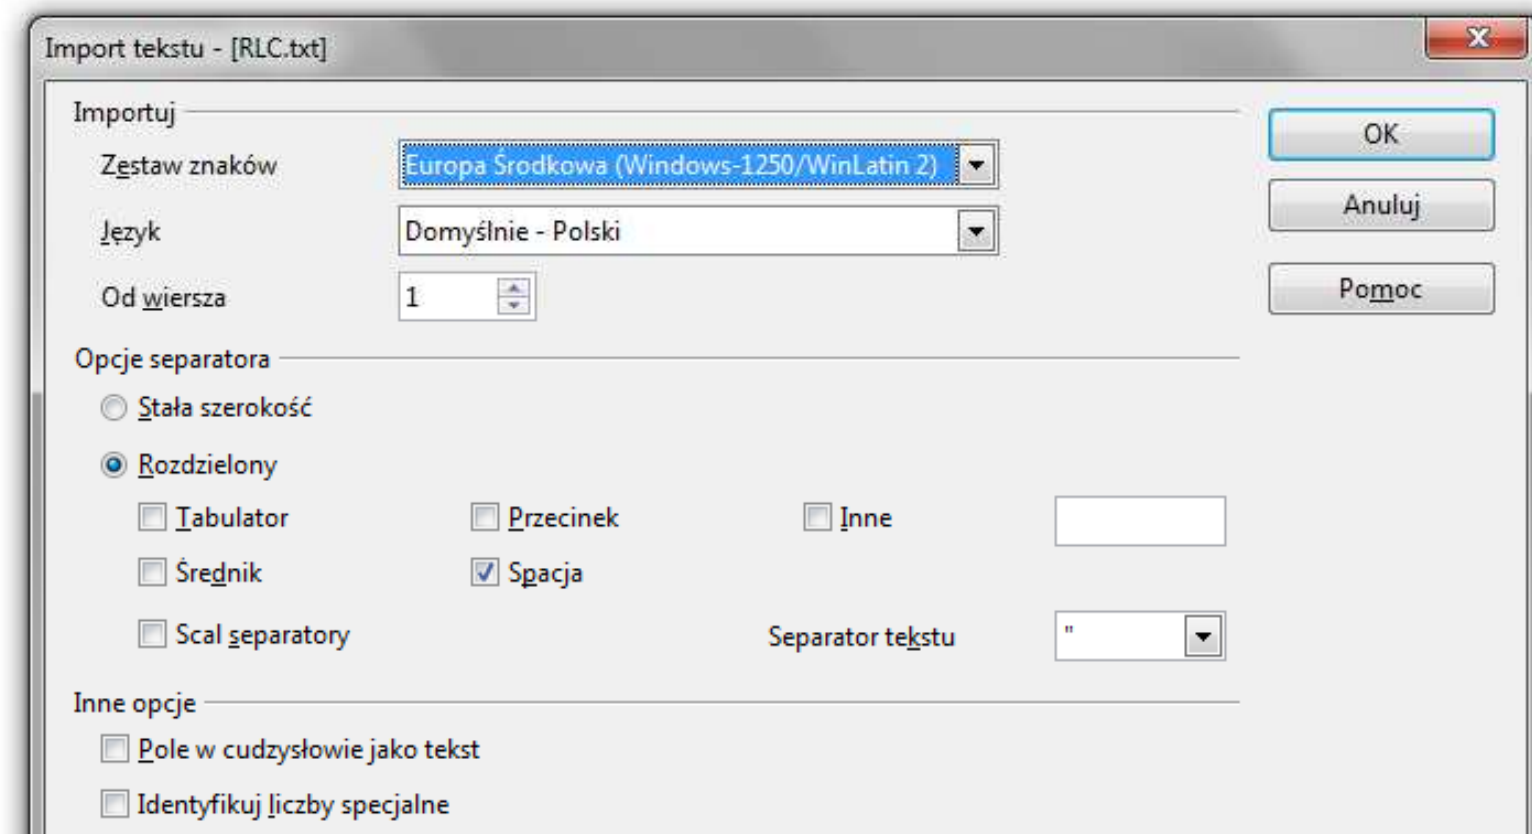 Import tekstu - [RLC.txt]
Importuj
OK
Zestaw znaków Europa Środkowa (Windows-1250/WinLatin 2)
Anuluj
Język Domyślnie - Polski
Pomoc
Od wiersza 1
Opcje separatora
Stała szerokość
Rozdzielony
Tabulator Przecinek Inne
Średnik Spacja
Scal separatory Separator tekstu "
Inne opcje
Pole w cudzysłowie jako tekst
Identyfikuj liczby specjalne